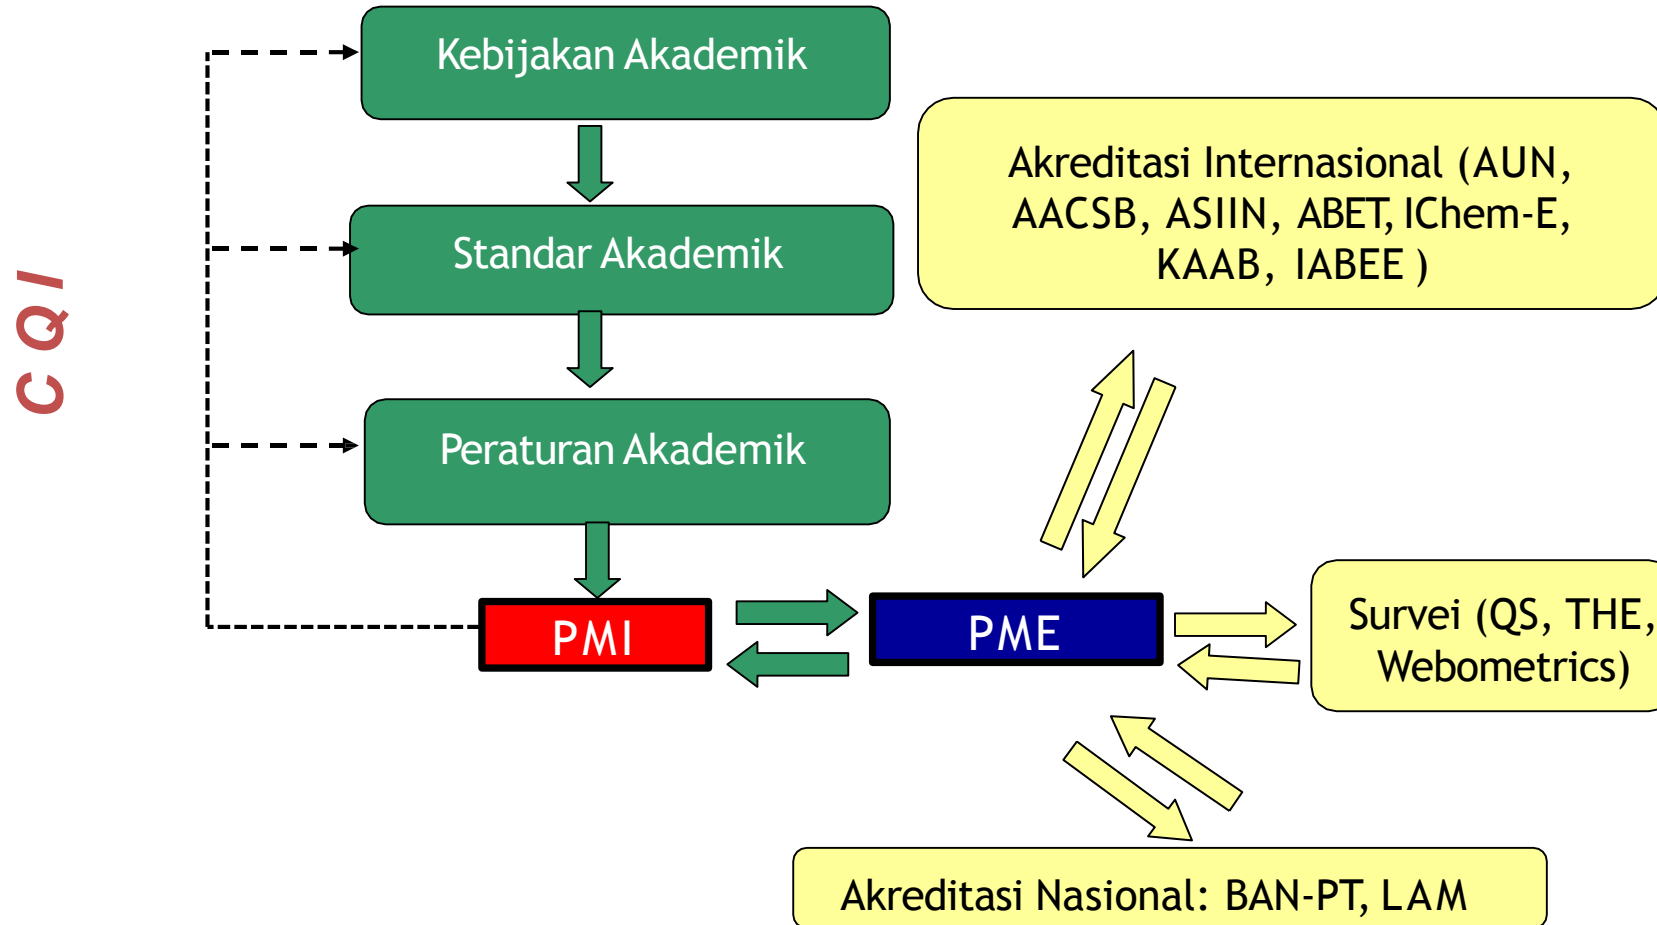 Kebijakan Akademik
Akreditasi Internasional (AUN,
AACSB, ASIIN, ABET, IChem-E,
KAAB, IABEE )
Standar Akademik
C Q I
Peraturan Akademik
PMI
PME
Survei (QS, THE,
Webometrics)
Akreditasi Nasional: BAN-PT, LAM